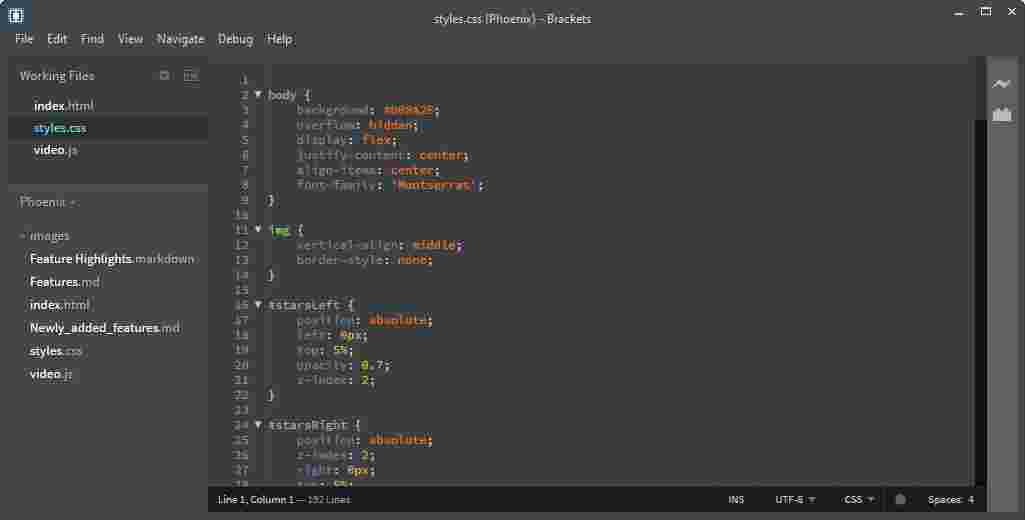 styles.css (Phoenix) - Brackets
File Edit Find View Navigate Debug Help
Working Files
index.html
styles.css
video.js
Phoenix
images
Feature Highlights.markdown
Features.md
index.html
Newly_added_features.md
styles.css
video.js
1
2 body {
3 background:
4 overflow: hidden;
5 display: flex;
6 justify-content: center;
7 align-items: center;
8 font-family: 'Montserrat';
9 }
10
11 img {
12 vertical-align: middle;
13 border-style: none;
14 }
15
16 #starsLeft {
17 position: absolute;
18 left: 0px;
19 top: 5%;
20 opacity: 0.7;
21 z-index: 2;
22 }
23
24 #starsRight {
25 position: absolute;
26 z-index: 2;
27 right: 0px;
28 top: 5%;
Line 1, Column 1 — 192 Lines INS UTF-8 CSS Spaces: 4